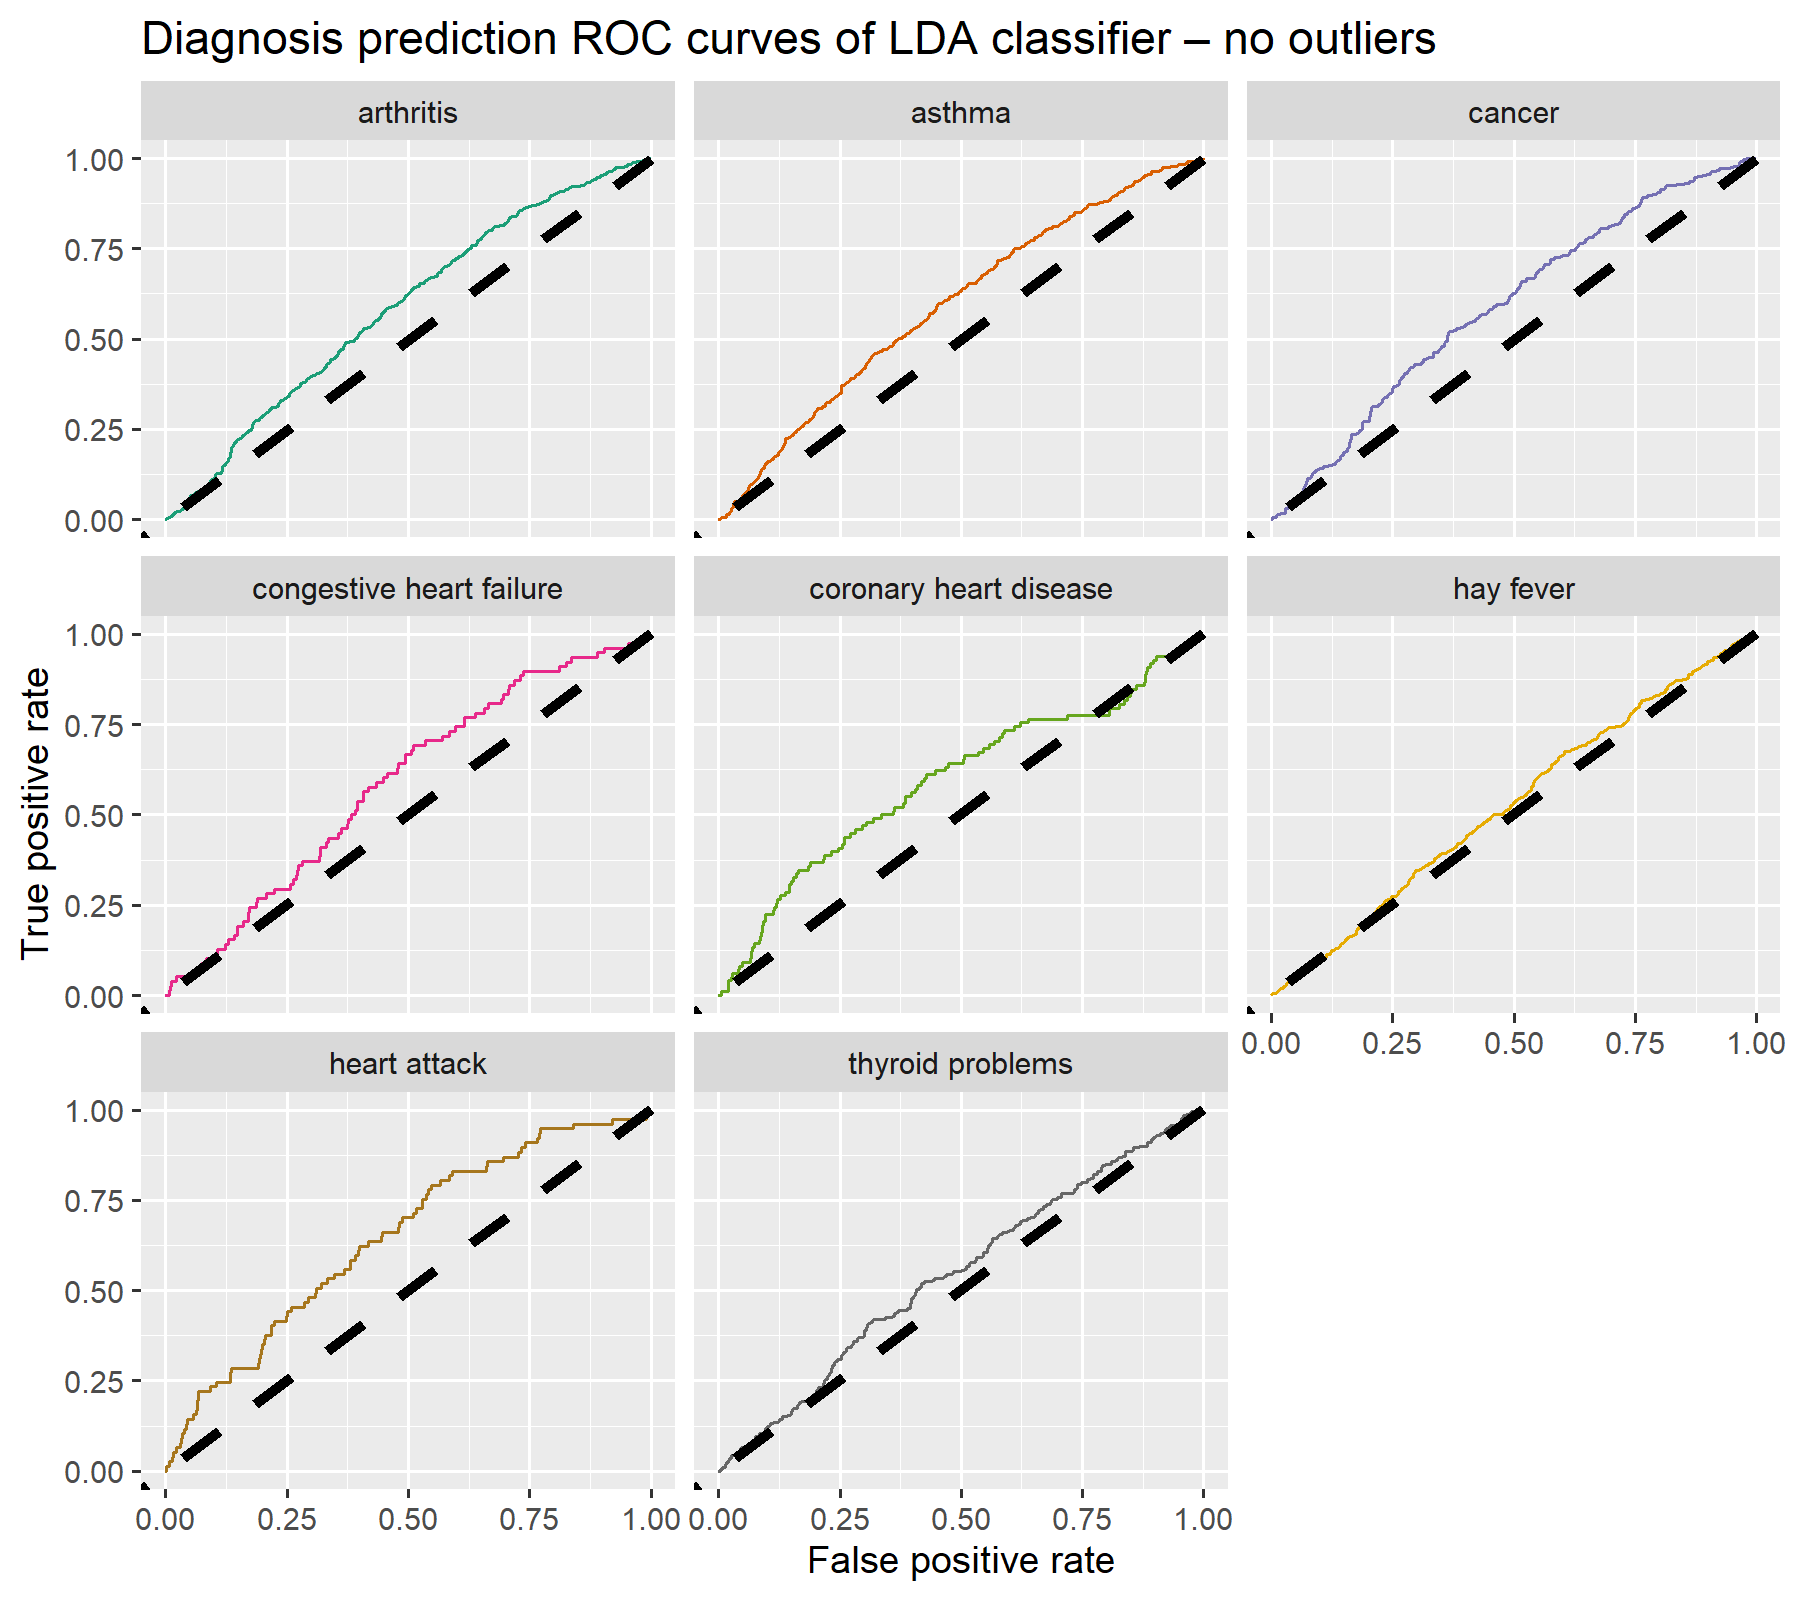 Diagnosis prediction ROC curves of LDA classifier – no outliers
arthritis asthma cancer
1.00
0.75
0.50
0.25
0.00
congestive heart failure coronary heart disease hay fever
1.00
0.75
0.50
0.25
0.00
0.00 0.25 0.50 0.75 1.00
heart attack thyroid problems
1.00
0.75
0.50
0.25
0.00
0.00 0.25 0.50 0.75 1.00 0.00 0.25 0.50 0.75 1.00
True positive rate
False positive rate